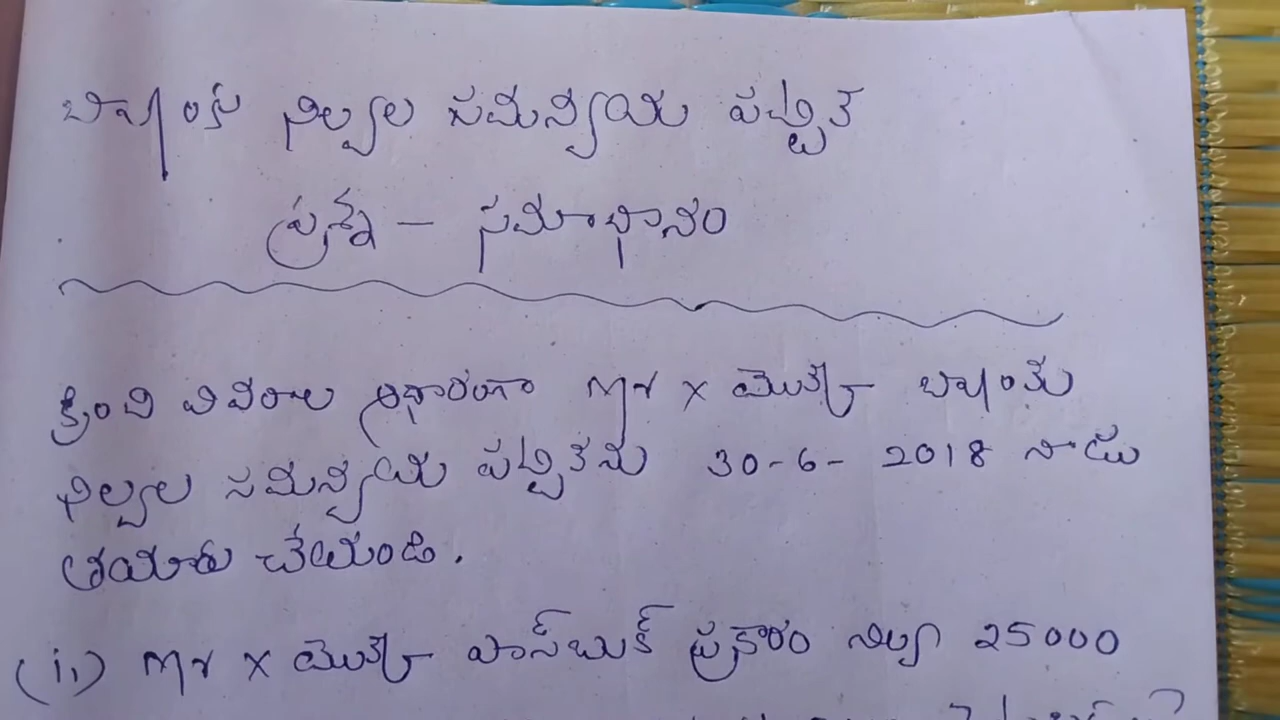 బ్యాంకు నిల్వల సమన్వయ పట్టిక
ప్రశ్న – సమాధానం
క్రింది వివరాల ఆధారంగా Mr X యొక్క బ్యాంకు
నిల్వల సమన్వయ పట్టికను 30-6-2018 నాడు
తయారు చేయండి.
(i) Mr X యొక్క పాస్‌బుక్ ప్రకారం నిల్వ 25000